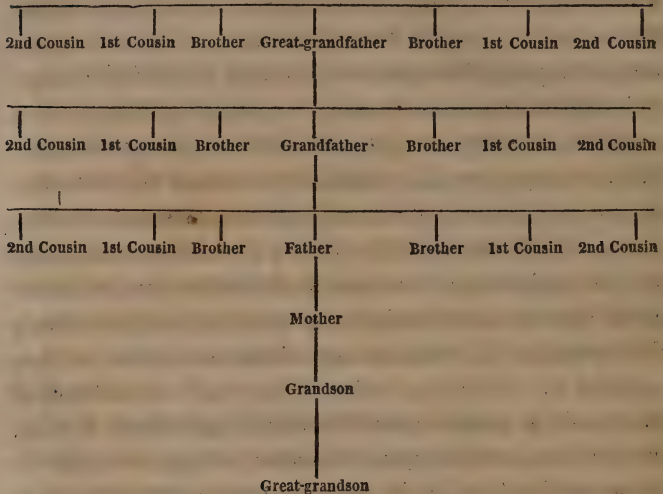 2nd Cousin 1st Cousin Brother Great-grandfather Brother 1st Cousin 2nd Cousin
2nd Cousin 1st Cousin Brother Grandfather Brother 1st Cousin 2nd Cousin
2nd Cousin 1st Cousin Brother Father Brother 1st Cousin 2nd Cousin
Mother
Grandson
Great-grandson